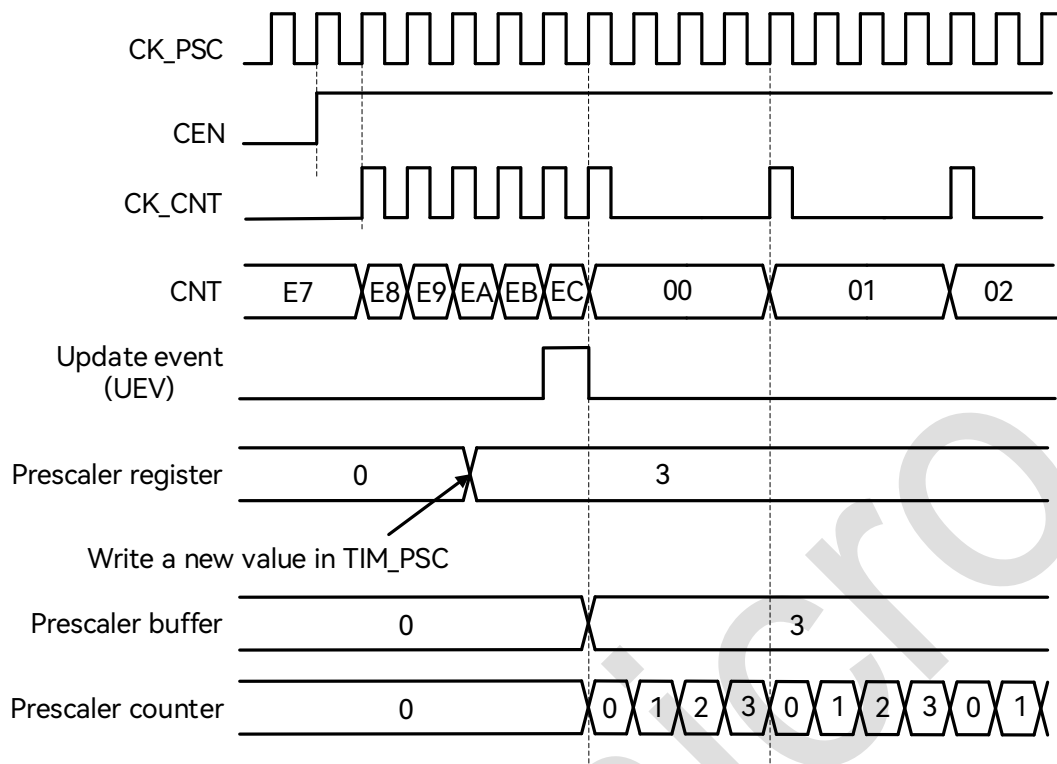 CK_PSC
CEN
CK_CNT
CNT E7 E8 E9 EA EB EC 00 01 02
Update event
(UEV)
Prescaler register 0 3
Write a new value in TIM_PSC
Prescaler buffer 0 3
Prescaler counter 0 0 1 2 3 0 1 2 3 0 1
micro